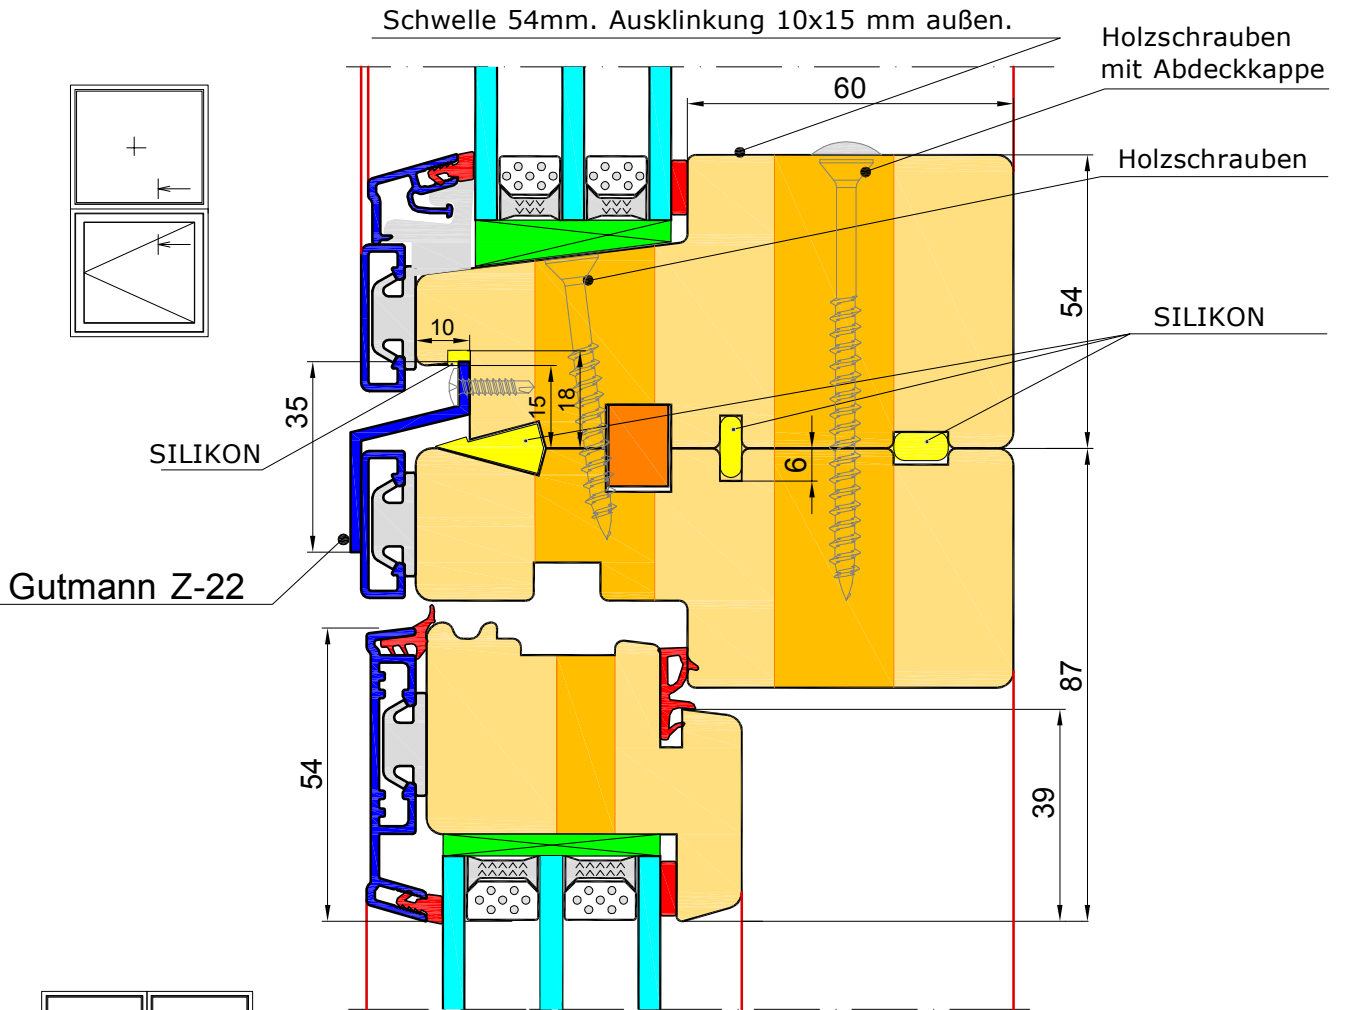 Schwelle 54mm. Ausklinkung 10x15 mm außen.
Holzschrauben
mit Abdeckkappe
60
Holzschrauben
54
SILIKON
10
35
15
18
SILIKON
6
Gutmann Z-22
54
87
39